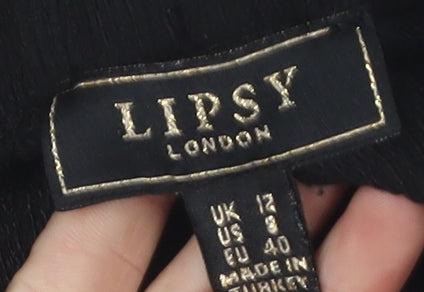 LIPSY
LONDON
UK 12
US 8
EU 40
MADE IN
TURKEY